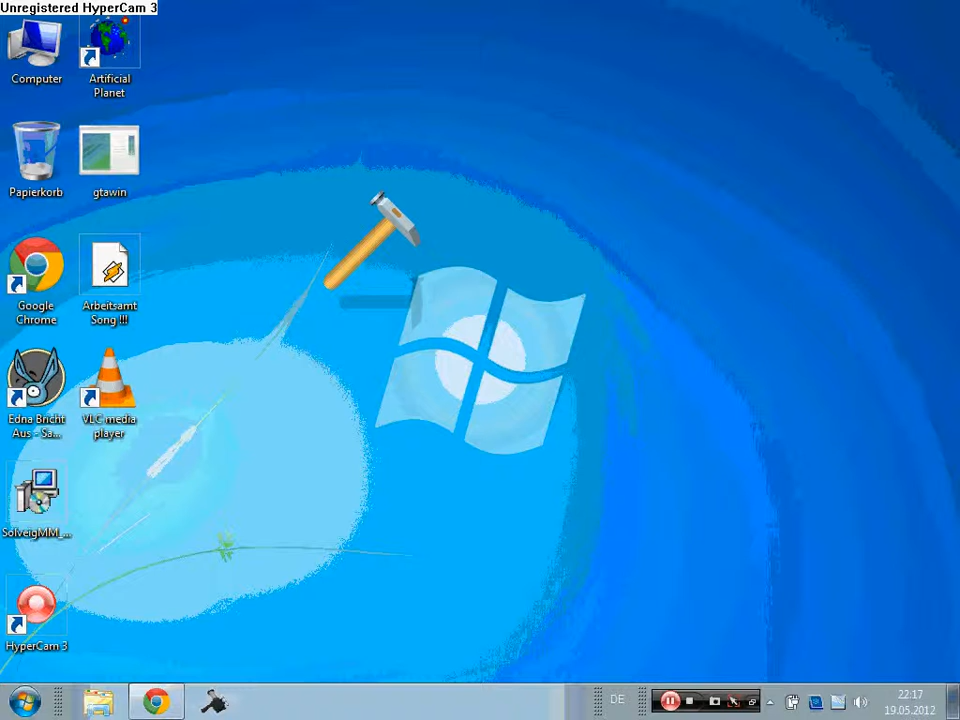 Unregistered HyperCam 3
Computer
Artificial
Planet
Papierkorb
gtawin
Google
Chrome
Arbeitsamt
Song !!!
Edna Bricht
Aus - Sa...
VLC media
player
SolveigMM_...
HyperCam 3
DE
22:17
19.05.2012